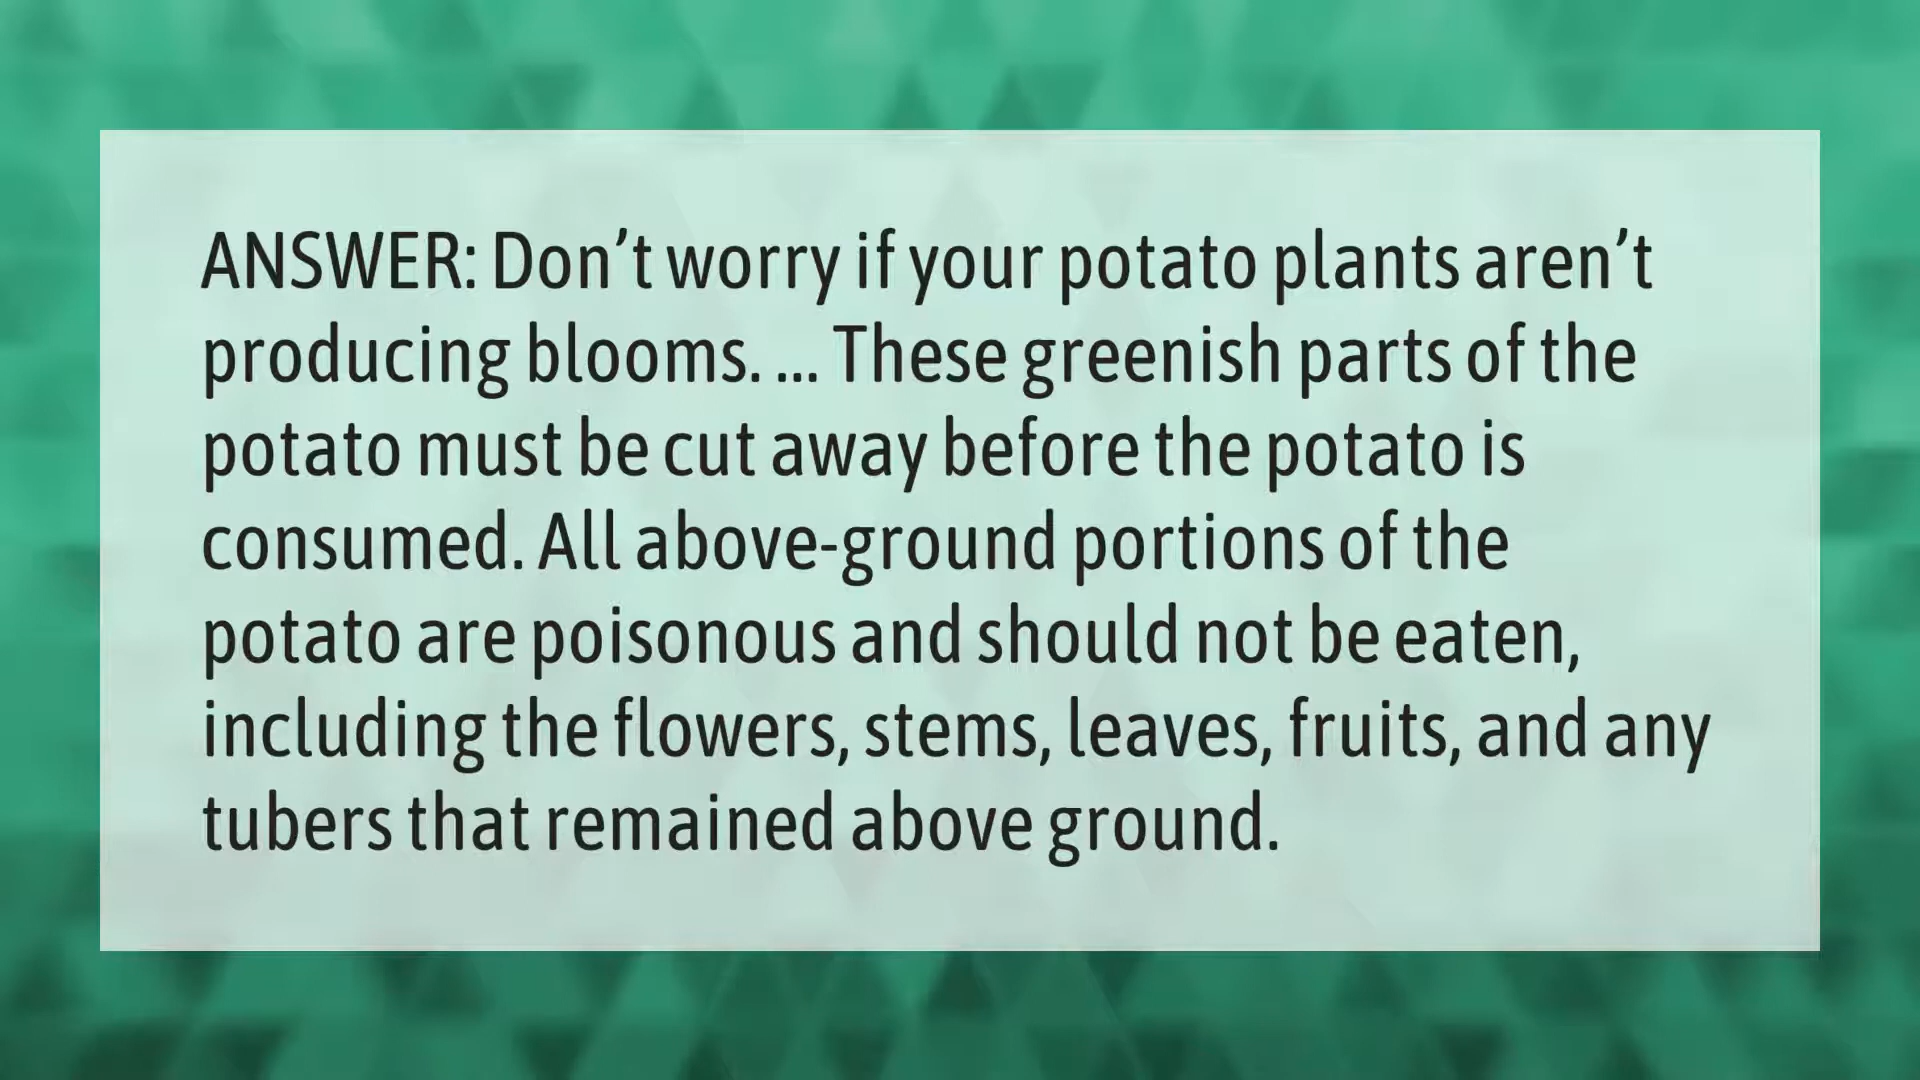 ANSWER: Don’t worry if your potato plants aren’t
producing blooms. ... These greenish parts of the
potato must be cut away before the potato is
consumed. All above-ground portions of the
potato are poisonous and should not be eaten,
including the flowers, stems, leaves, fruits, and any
tubers that remained above ground.